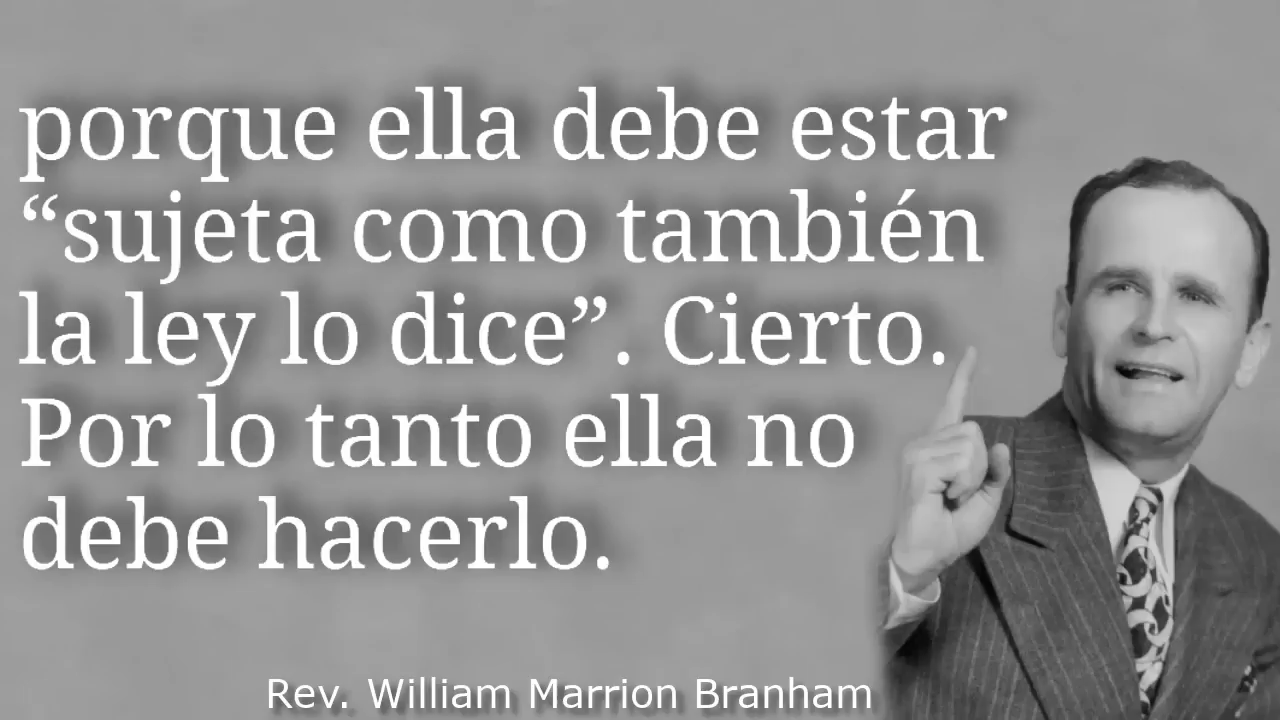 porque ella debe estar
“sujeta como también
la ley lo dice”. Cierto.
Por lo tanto ella no
debe hacerlo.
Rev. William Marrion Branham